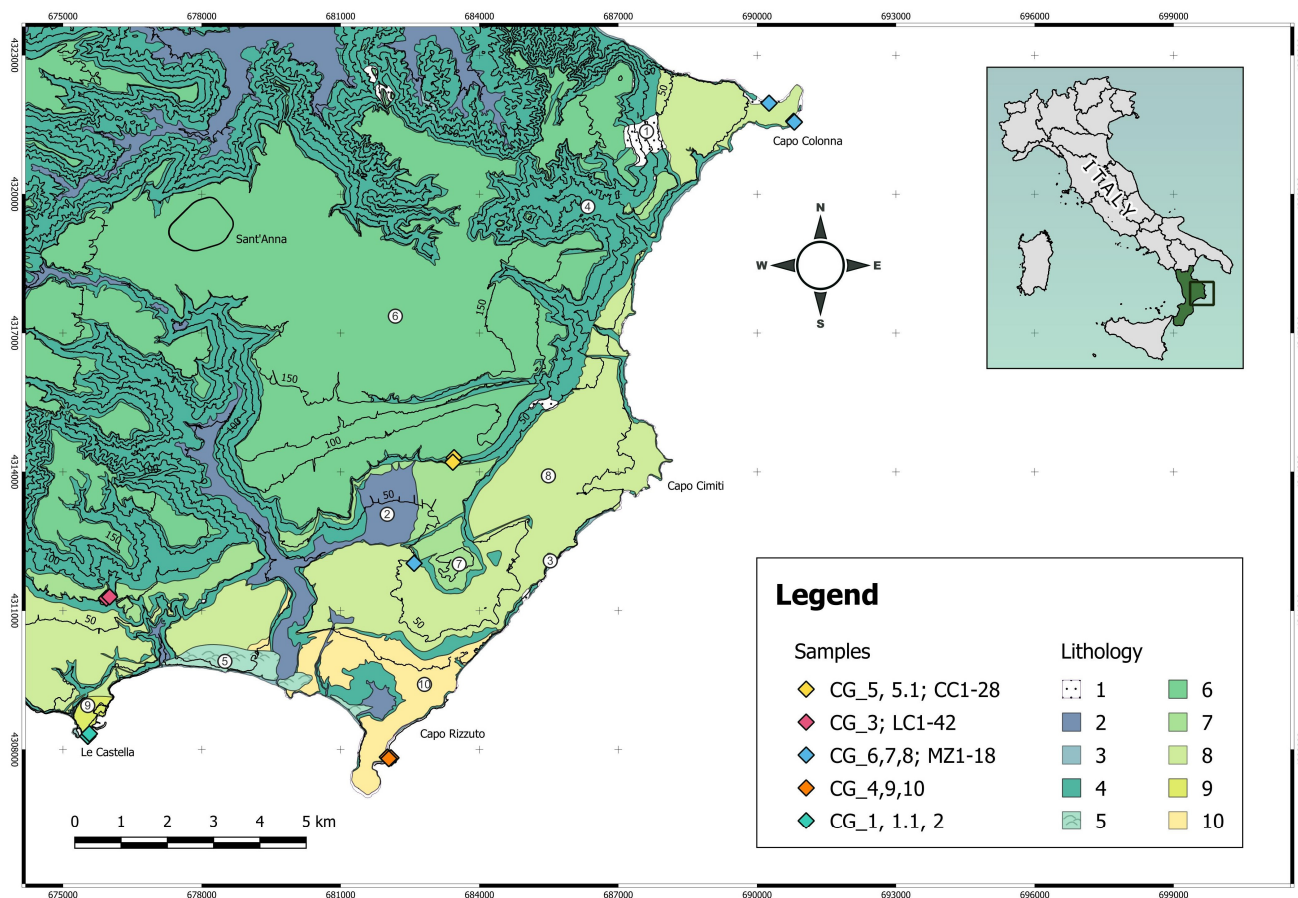 675000 678000 681000 684000 687000 690000 693000 696000 699000
4323000
4320000
4317000
4314000
4311000
4308000
50
1
Capo Colonna
4
Sant'Anna
50
150
6
150
100
100
50
Capo Cimiti
8
50
2
150
100
3
7
50
50
5
10
9
Capo Rizzuto
Le Castella
N
W E
S
ITALY
Legend
Samples Lithology
CG_5, 5.1; CC1-28 1 6
CG_3; LC1-42 2 7
CG_6,7,8; MZ1-18 3 8
CG_4,9,10 4 9
CG_1, 1.1, 2 5 10
0 1 2 3 4 5 km
675000 678000 681000 684000 687000 690000 693000 696000 699000